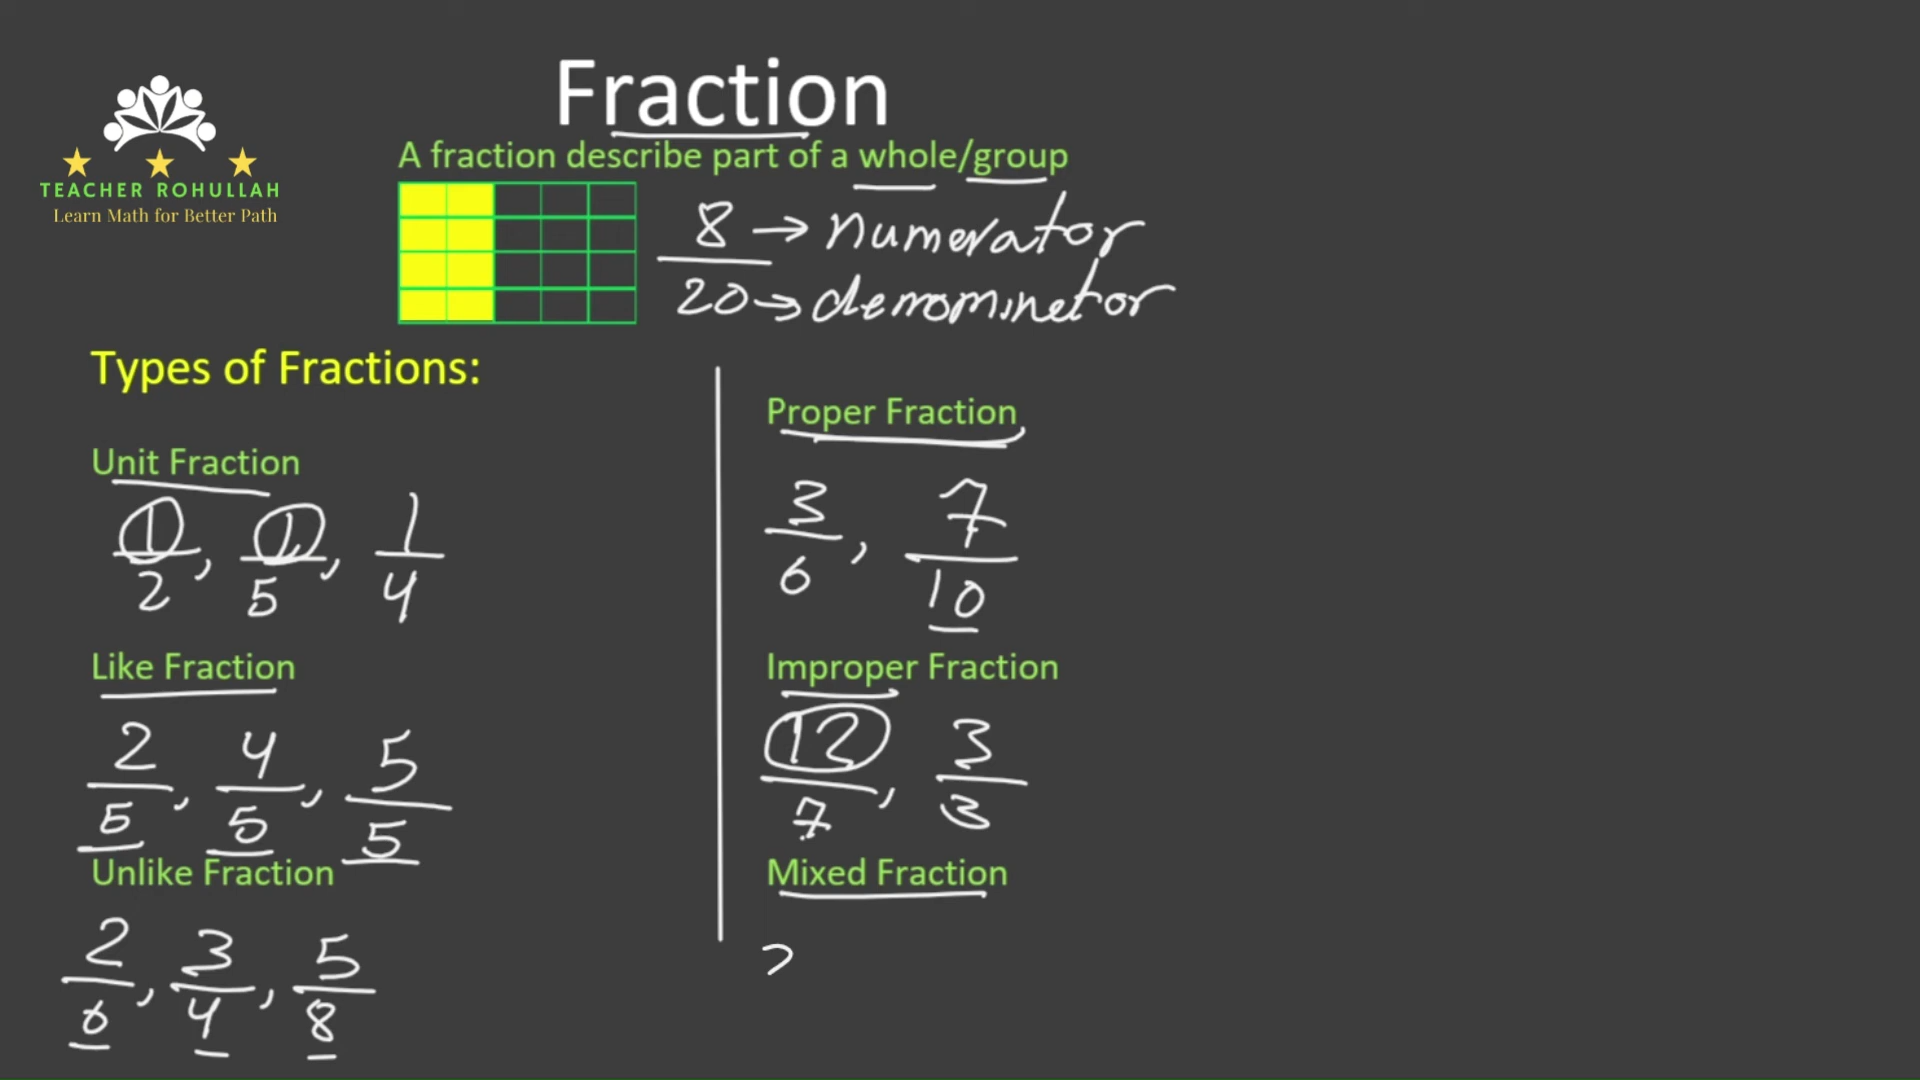 Fraction
TEACHER ROHULLAH
Learn Math for Better Path
A fraction describe part of a whole/group
8 → numerator
20 → denominetor
Types of Fractions:
Unit Fraction
1/2, 1/5, 1/4
Like Fraction
2/5, 4/5, 5/5
Unlike Fraction
2/6, 3/4, 5/8
Proper Fraction
3/6, 7/10
Improper Fraction
12/7, 3/3
Mixed Fraction